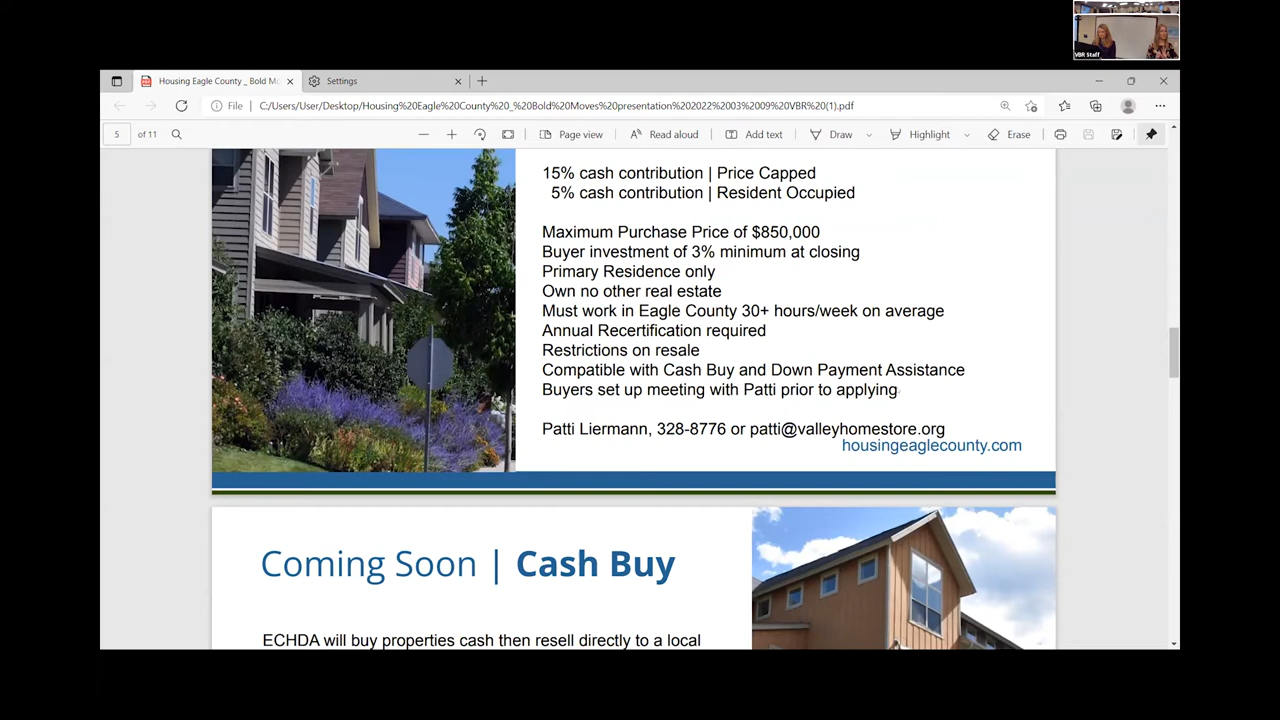 VBR Staff
Housing Eagle County _ Bold Mo
Settings
File
C:/Users/User/Desktop/Housing%20Eagle%20County%20_%20Bold%20Moves%20presentation%202022%2003%2009%20VBR%20(1).pdf
5 of 11
Page view
Read aloud
Add text
Draw
Highlight
Erase
15% cash contribution | Price Capped
5% cash contribution | Resident Occupied
Maximum Purchase Price of $850,000
Buyer investment of 3% minimum at closing
Primary Residence only
Own no other real estate
Must work in Eagle County 30+ hours/week on average
Annual Recertification required
Restrictions on resale
Compatible with Cash Buy and Down Payment Assistance
Buyers set up meeting with Patti prior to applying
Patti Liermann, 328-8776 or patti@valleyhomestore.org
housingeaglecounty.com
Coming Soon | Cash Buy
ECHDA will buy properties cash then resell directly to a local